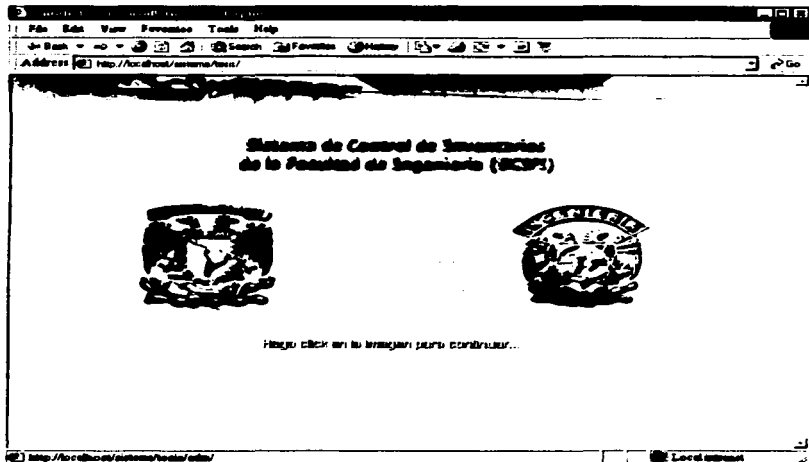 File Edit View Favorites Tools Help
Back Search Favorites History
Address http://localhost/sistema/tesis/ Go
Sistema de Control de Inventarios
de la Facultad de Ingeniería (SCIFI)
INGENIERIA
Haga click en la imagen para continuar...
http://localhost/sistema/tesis/ Local intranet